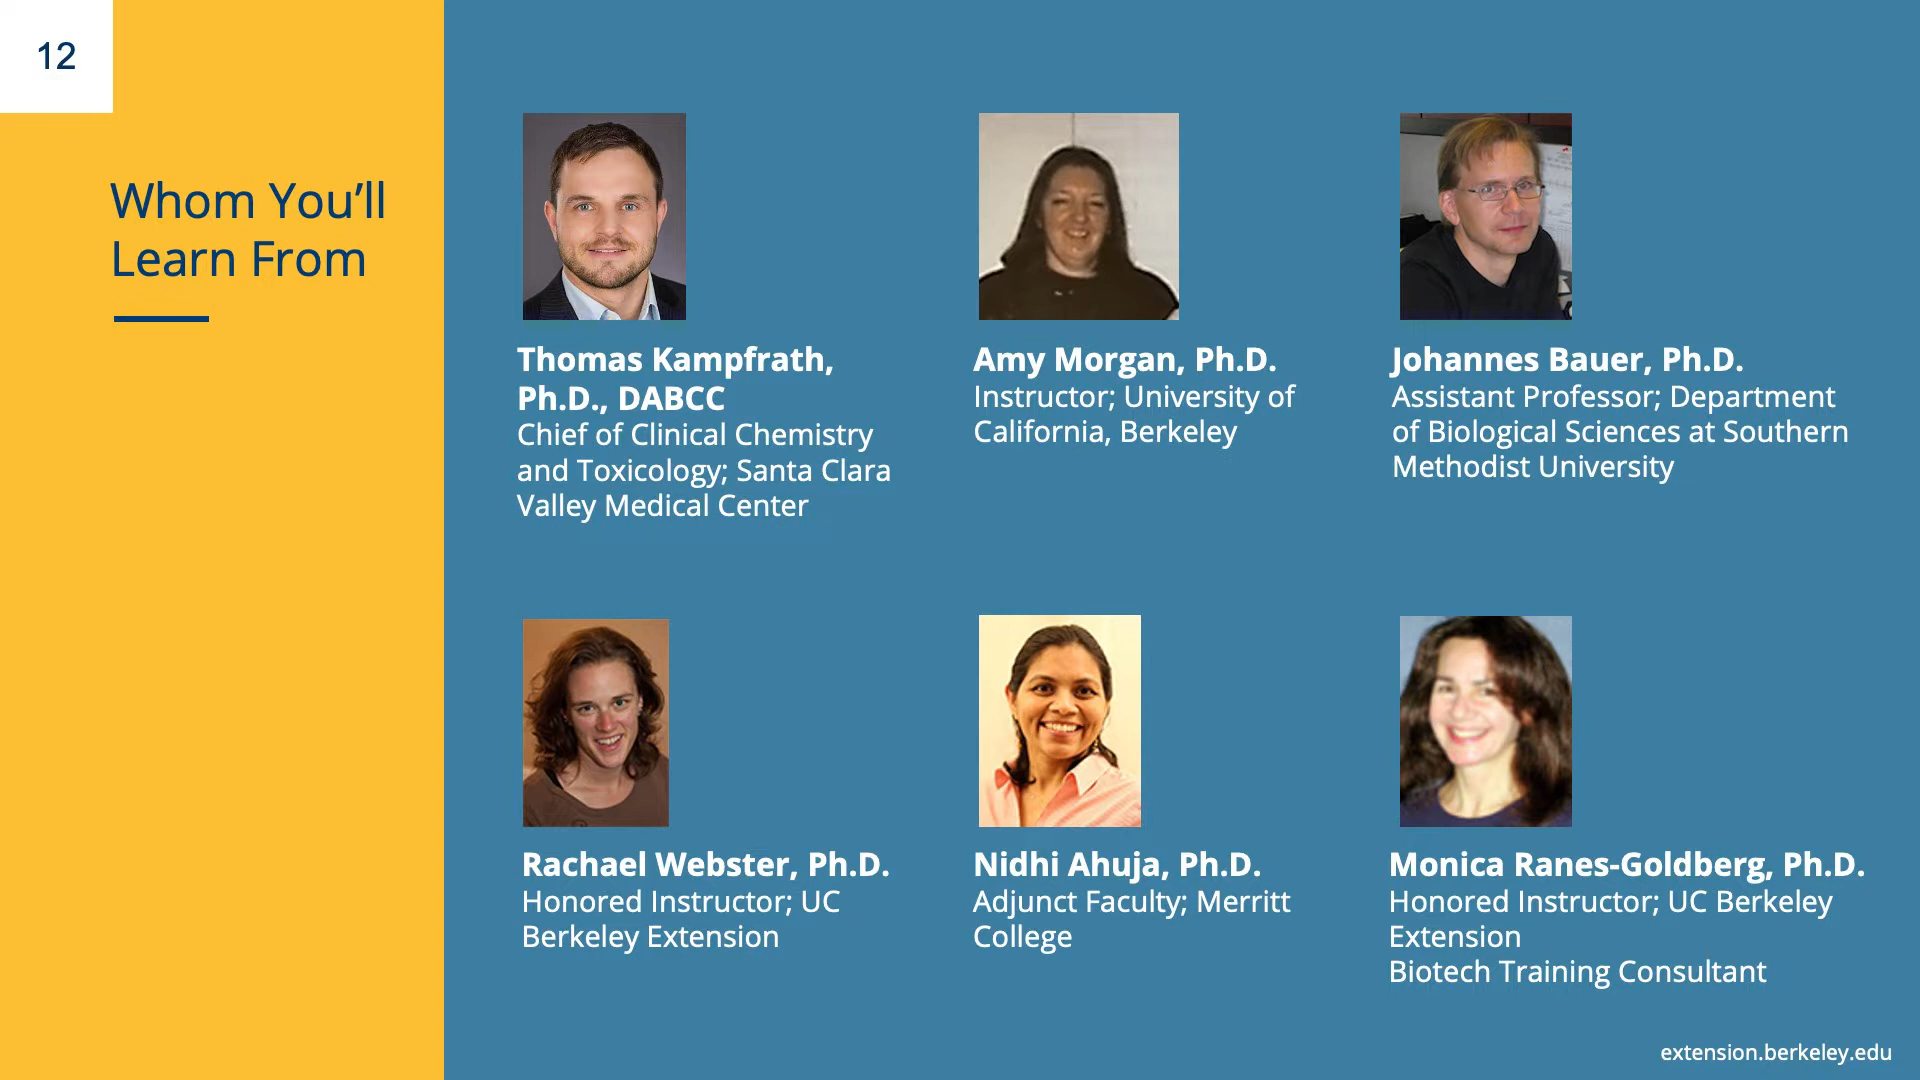 12
Whom You’ll
Learn From
Thomas Kampfrath,
Ph.D., DABCC
Chief of Clinical Chemistry
and Toxicology; Santa Clara
Valley Medical Center
Amy Morgan, Ph.D.
Instructor; University of
California, Berkeley
Johannes Bauer, Ph.D.
Assistant Professor; Department
of Biological Sciences at Southern
Methodist University
Rachael Webster, Ph.D.
Honored Instructor; UC
Berkeley Extension
Nidhi Ahuja, Ph.D.
Adjunct Faculty; Merritt
College
Monica Ranes-Goldberg, Ph.D.
Honored Instructor; UC Berkeley
Extension
Biotech Training Consultant
extension.berkeley.edu